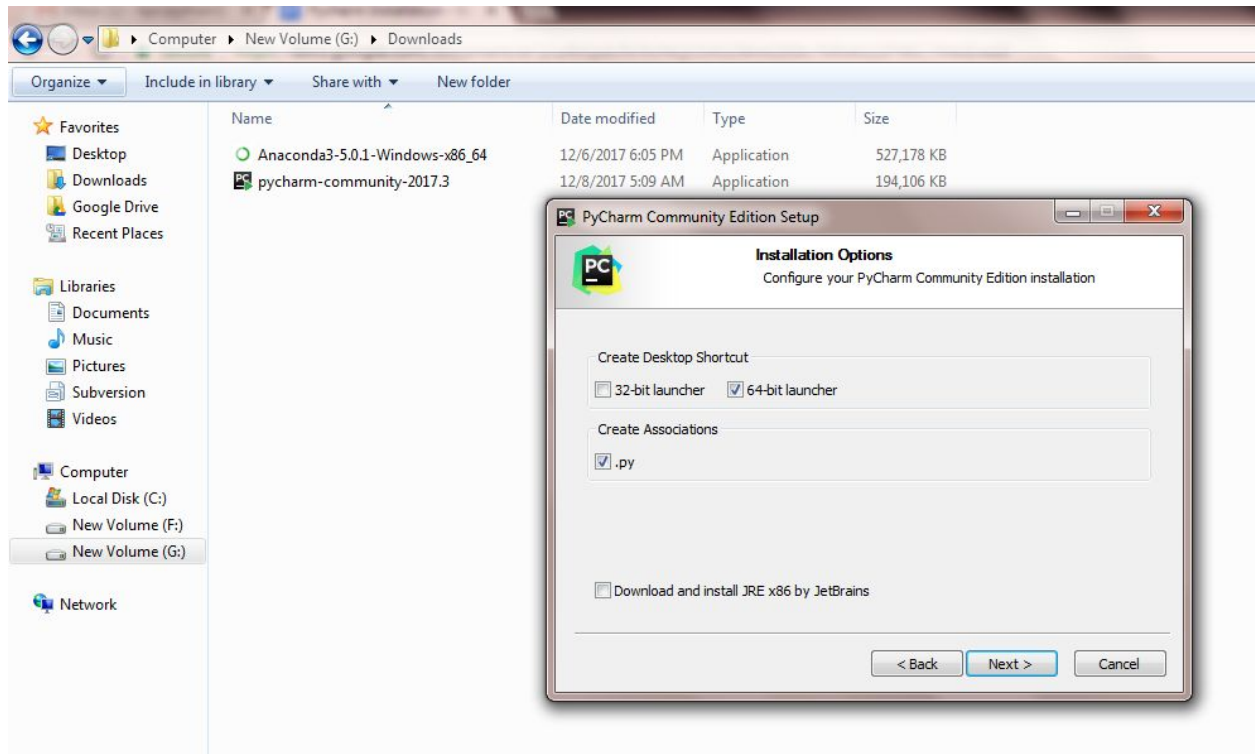 Computer ▸ New Volume (G:) ▸ Downloads
Organize ▾ Include in library ▾ Share with ▾ New folder
Favorites
Desktop
Downloads
Google Drive
Recent Places
Libraries
Documents
Music
Pictures
Subversion
Videos
Computer
Local Disk (C:)
New Volume (F:)
New Volume (G:)
Network
Name Date modified Type Size
Anaconda3-5.0.1-Windows-x86_64 12/6/2017 6:05 PM Application 527,178 KB
pycharm-community-2017.3 12/8/2017 5:09 AM Application 194,106 KB
PC PyCharm Community Edition Setup
PC
Installation Options
Configure your PyCharm Community Edition installation
Create Desktop Shortcut
32-bit launcher 64-bit launcher
Create Associations
.py
Download and install JRE x86 by JetBrains
< Back Next > Cancel